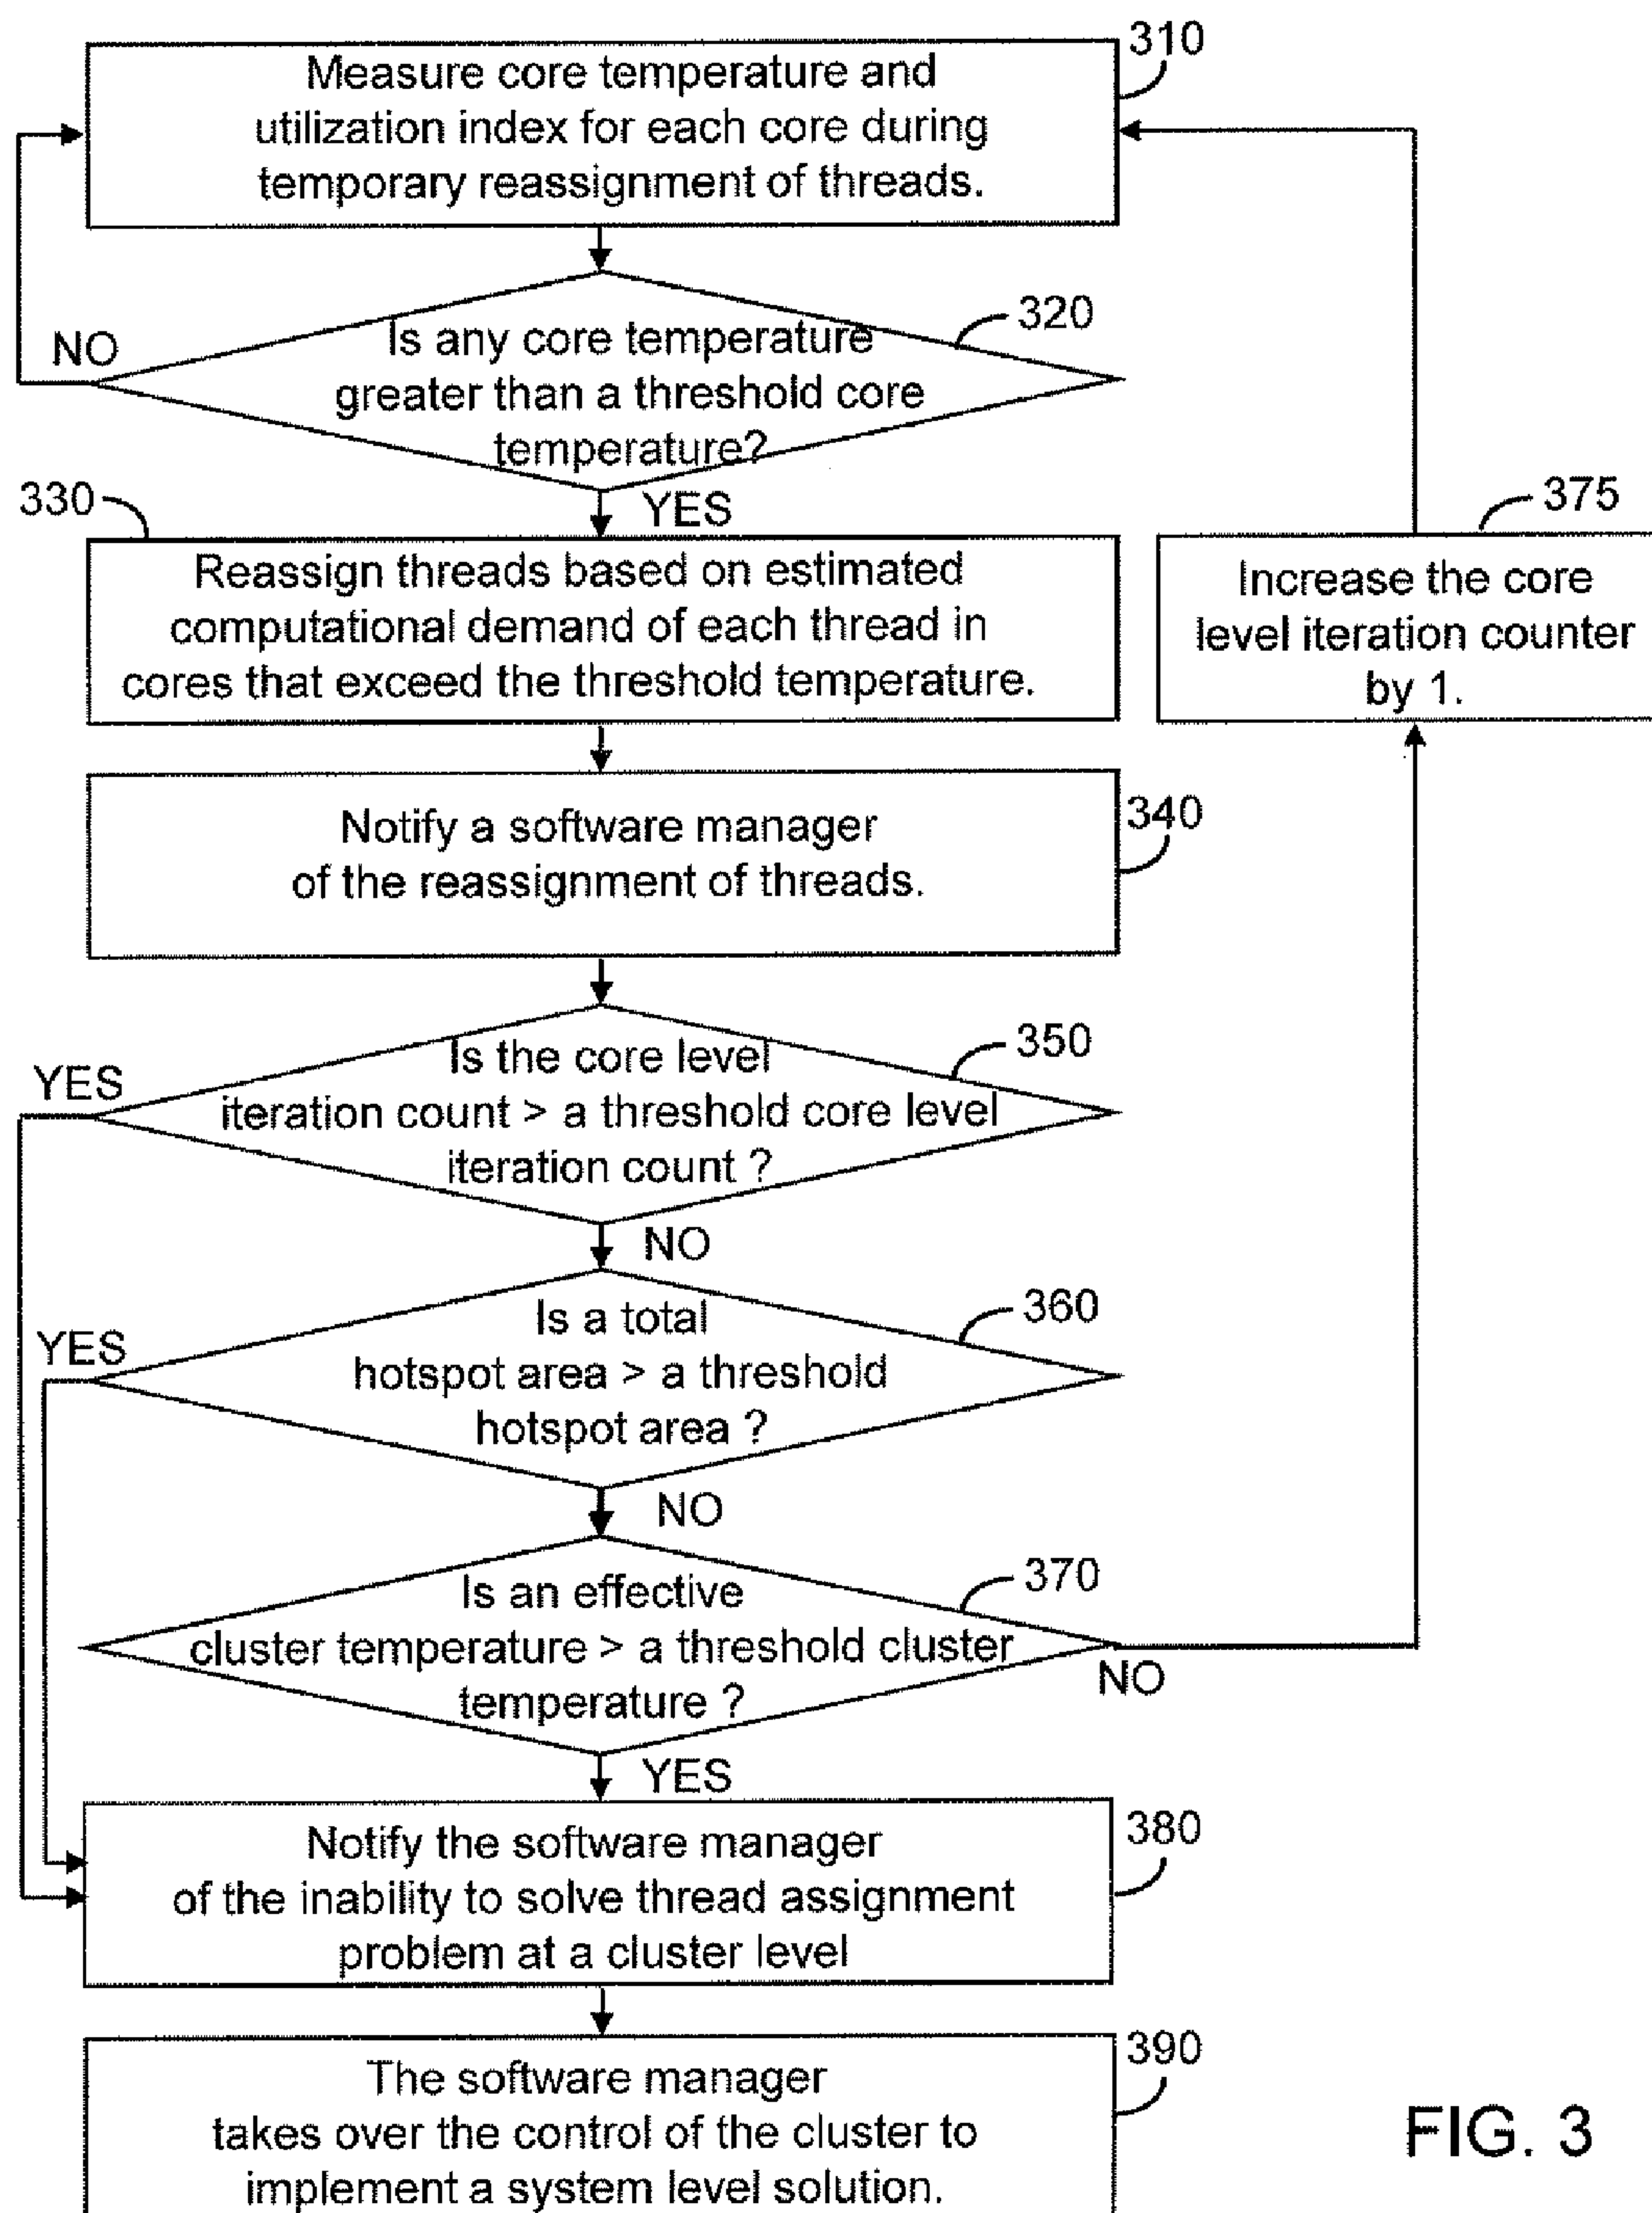 310
Measure core temperature and
utilization index for each core during
temporary reassignment of threads.
320
NO
Is any core temperature
greater than a threshold core
temperature?
YES
330
375
Reassign threads based on estimated
computational demand of each thread in
cores that exceed the threshold temperature.
Increase the core
level iteration counter
by 1.
340
Notify a software manager
of the reassignment of threads.
350
YES
Is the core level
iteration count > a threshold core level
iteration count ?
NO
360
YES
Is a total
hotspot area > a threshold
hotspot area ?
NO
370
Is an effective
cluster temperature > a threshold cluster
temperature ?
NO
YES
380
Notify the software manager
of the inability to solve thread assignment
problem at a cluster level
390
The software manager
takes over the control of the cluster to
implement a system level solution.
FIG. 3